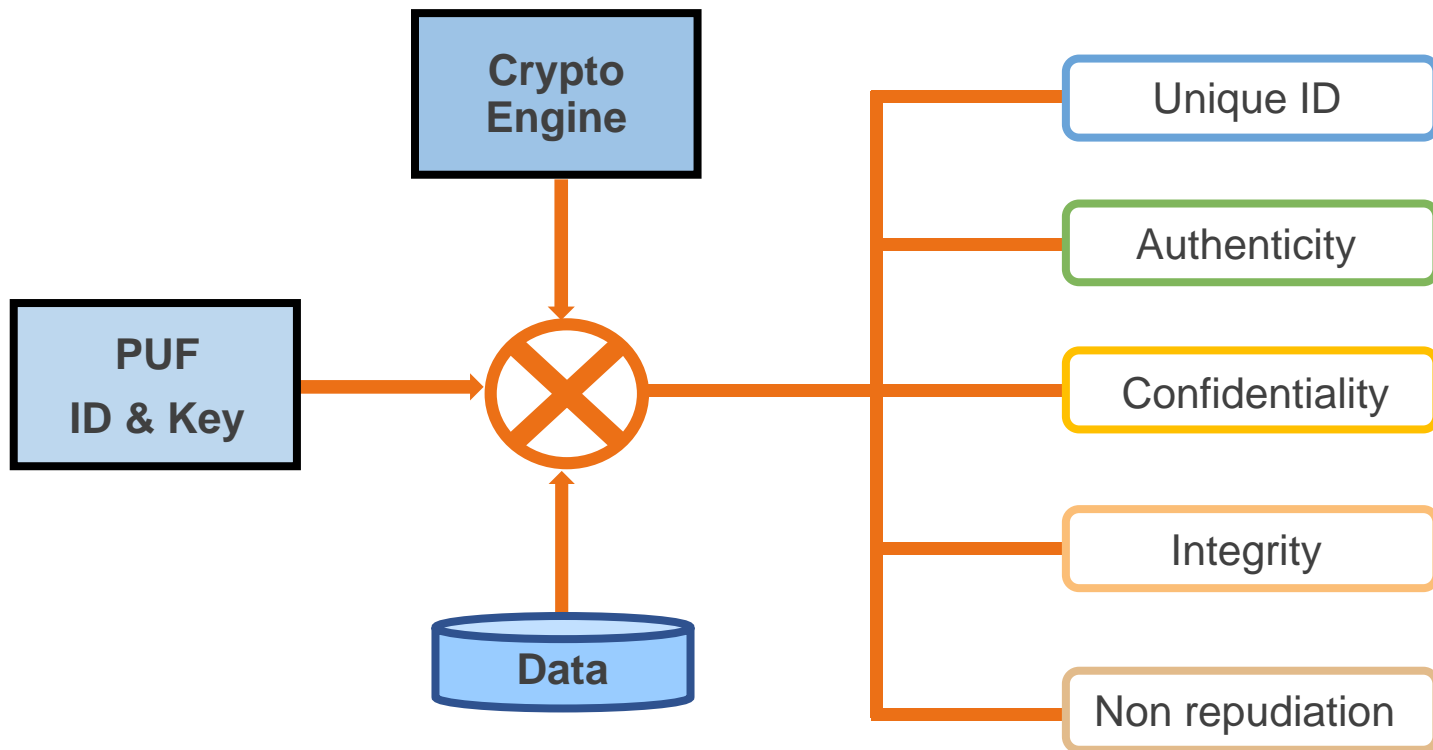 Crypto
Engine
PUF
ID & Key
Data
Unique ID
Authenticity
Confidentiality
Integrity
Non repudiation